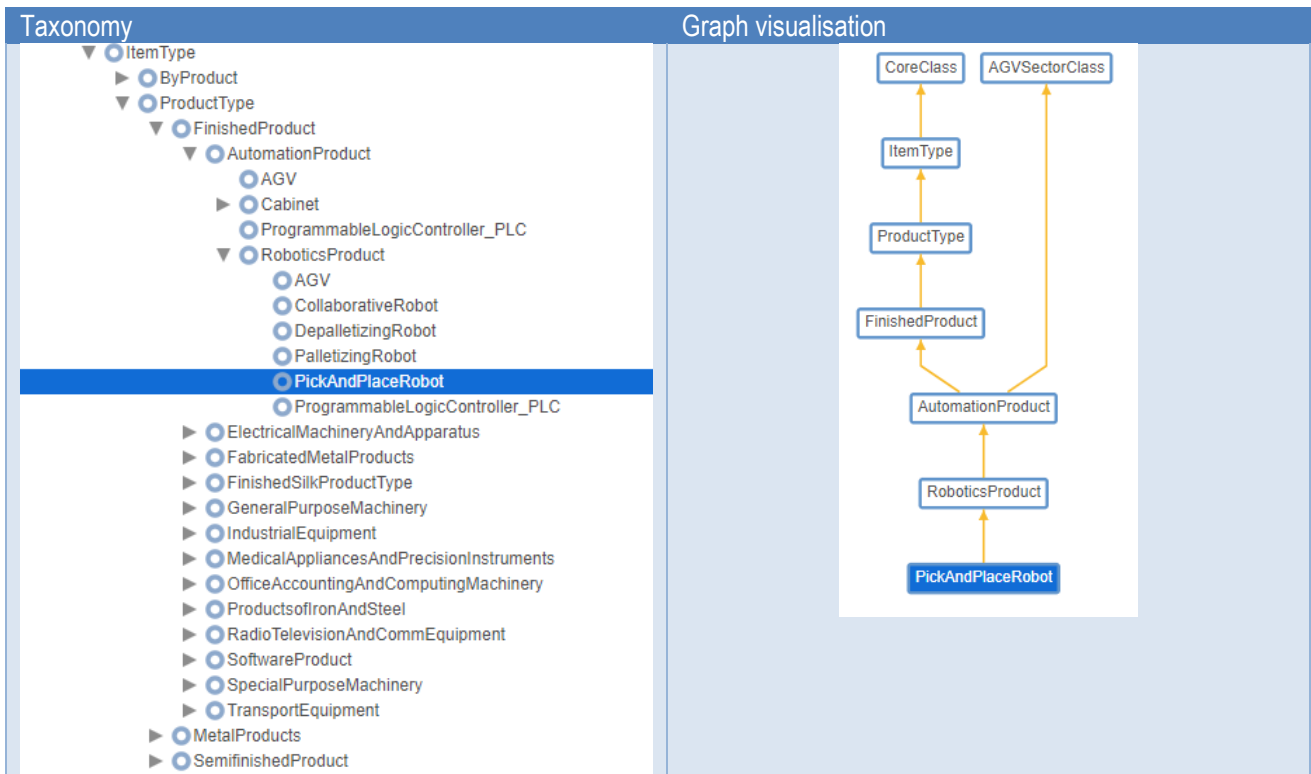 Taxonomy
ItemType
ByProduct
ProductType
FinishedProduct
AutomationProduct
AGV
Cabinet
ProgrammableLogicController_PLC
RoboticsProduct
AGV
CollaborativeRobot
DepalletizingRobot
PalletizingRobot
PickAndPlaceRobot
ProgrammableLogicController_PLC
ElectricalMachineryAndApparatus
FabricatedMetalProducts
FinishedSilkProductType
GeneralPurposeMachinery
IndustrialEquipment
MedicalAppliancesAndPrecisionInstruments
OfficeAccountingAndComputingMachinery
ProductsofIronAndSteel
RadioTelevisionAndCommEquipment
SoftwareProduct
SpecialPurposeMachinery
TransportEquipment
MetalProducts
SemifinishedProduct
Graph visualisation
CoreClass AGVSectorClass
ItemType
ProductType
FinishedProduct
AutomationProduct
RoboticsProduct
PickAndPlaceRobot